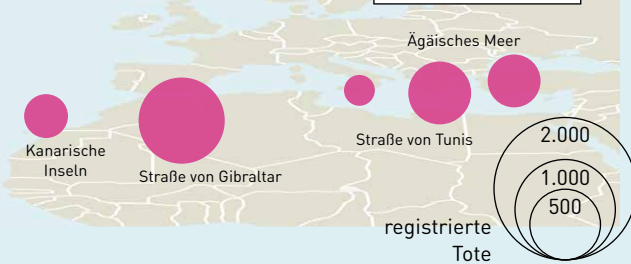 Ägäisches Meer
Kanarische
Inseln
Straße von Gibraltar
Straße von Tunis
2.000
1.000
500
registrierte
Tote